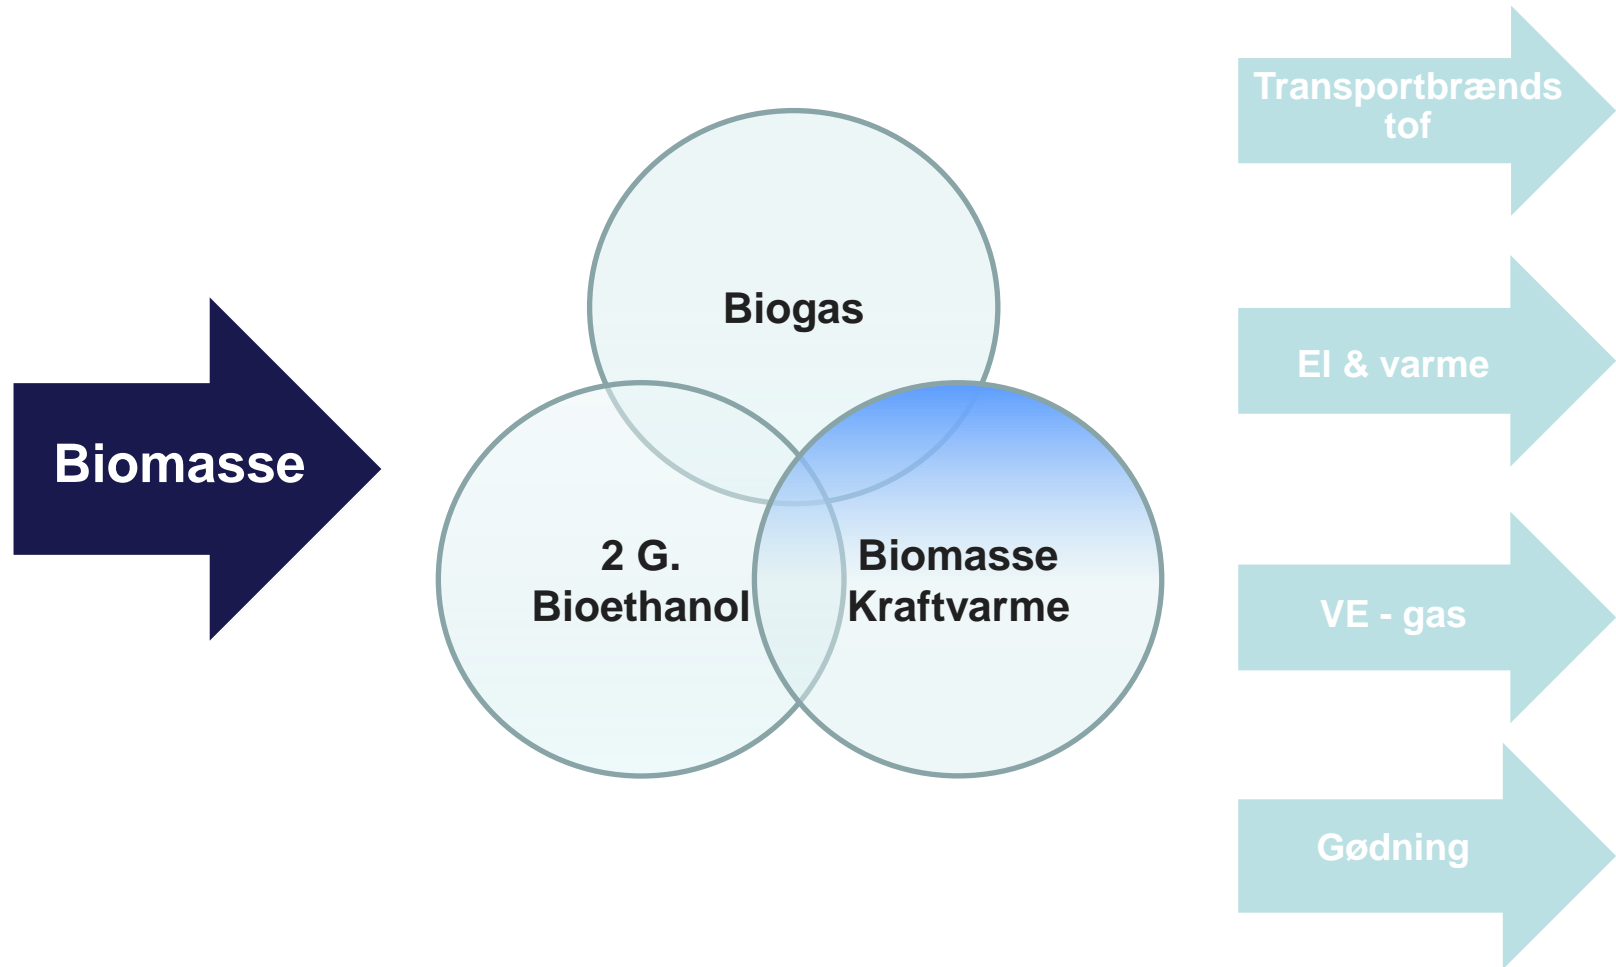 Biomasse
Biogas
2 G.
Bioethanol
Biomasse
Kraftvarme
Transportbrænds
tof
El & varme
VE - gas
Gødning